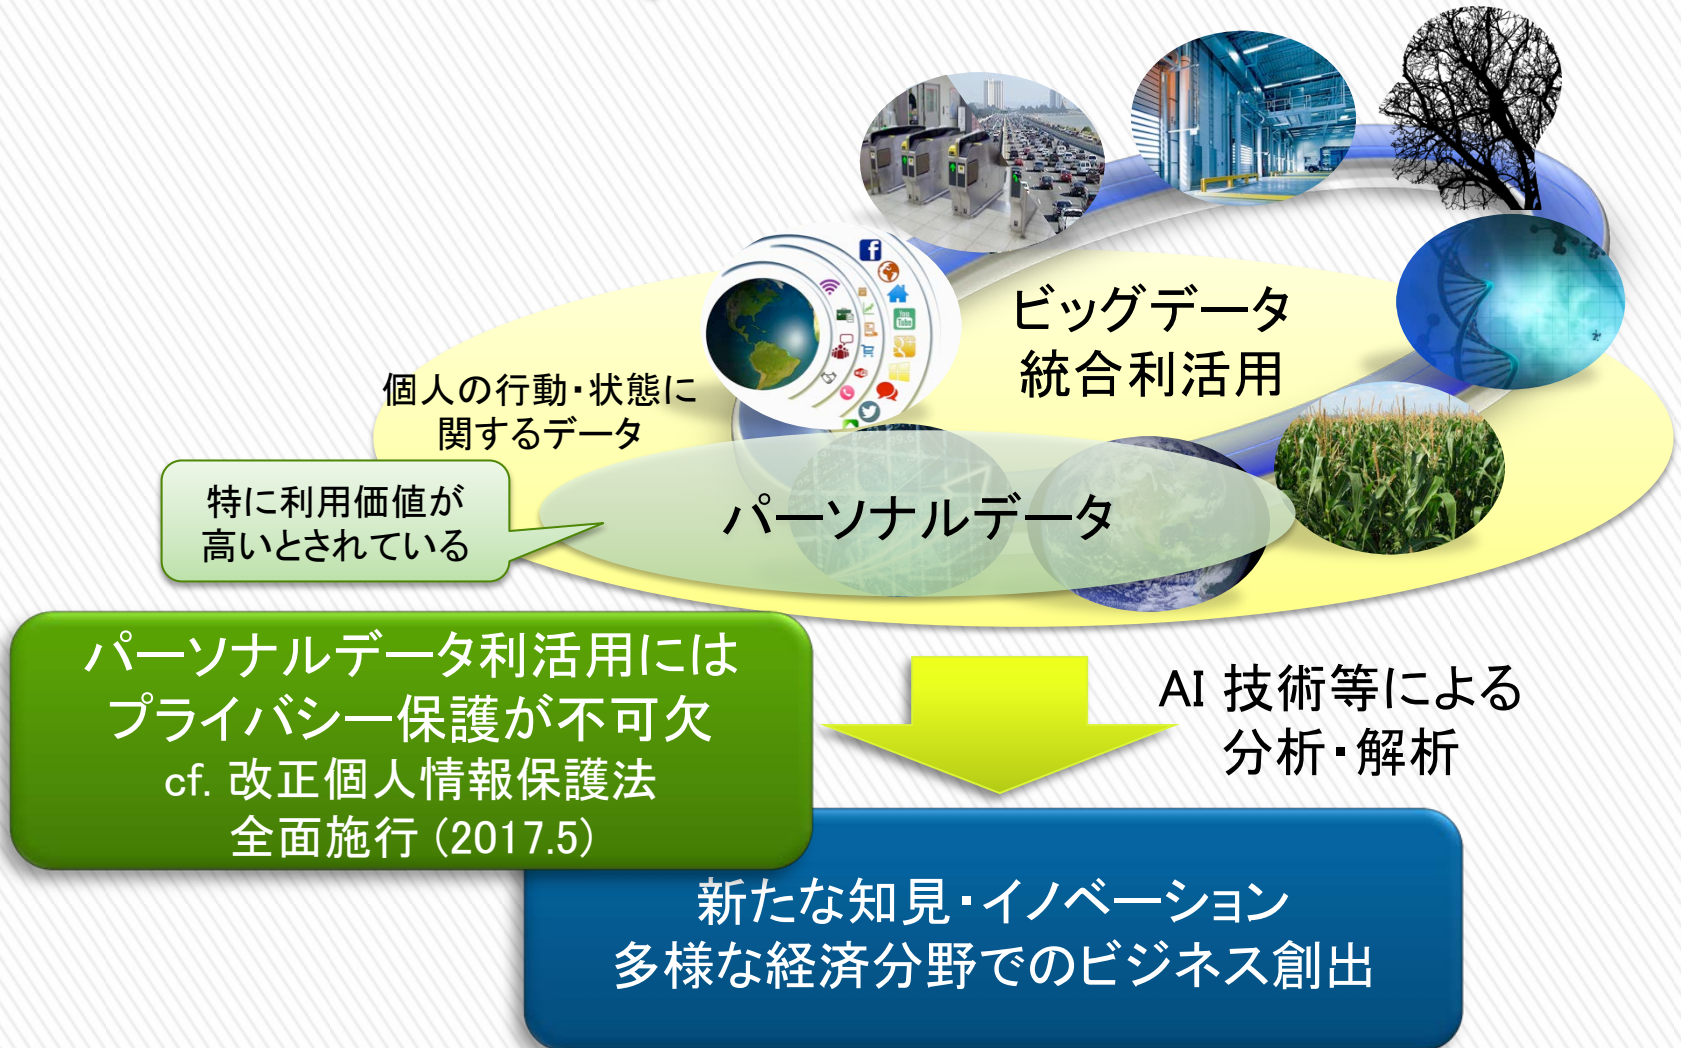 ビッグデータ
統合利活用
個人の行動・状態に
関するデータ
特に利用価値が
高いとされている
パーソナルデータ
パーソナルデータ利活用には
プライバシー保護が不可欠
cf. 改正個人情報保護法
全面施行 (2017.5)
AI 技術等による
分析・解析
新たな知見・イノベーション
多様な経済分野でのビジネス創出
You
Tube